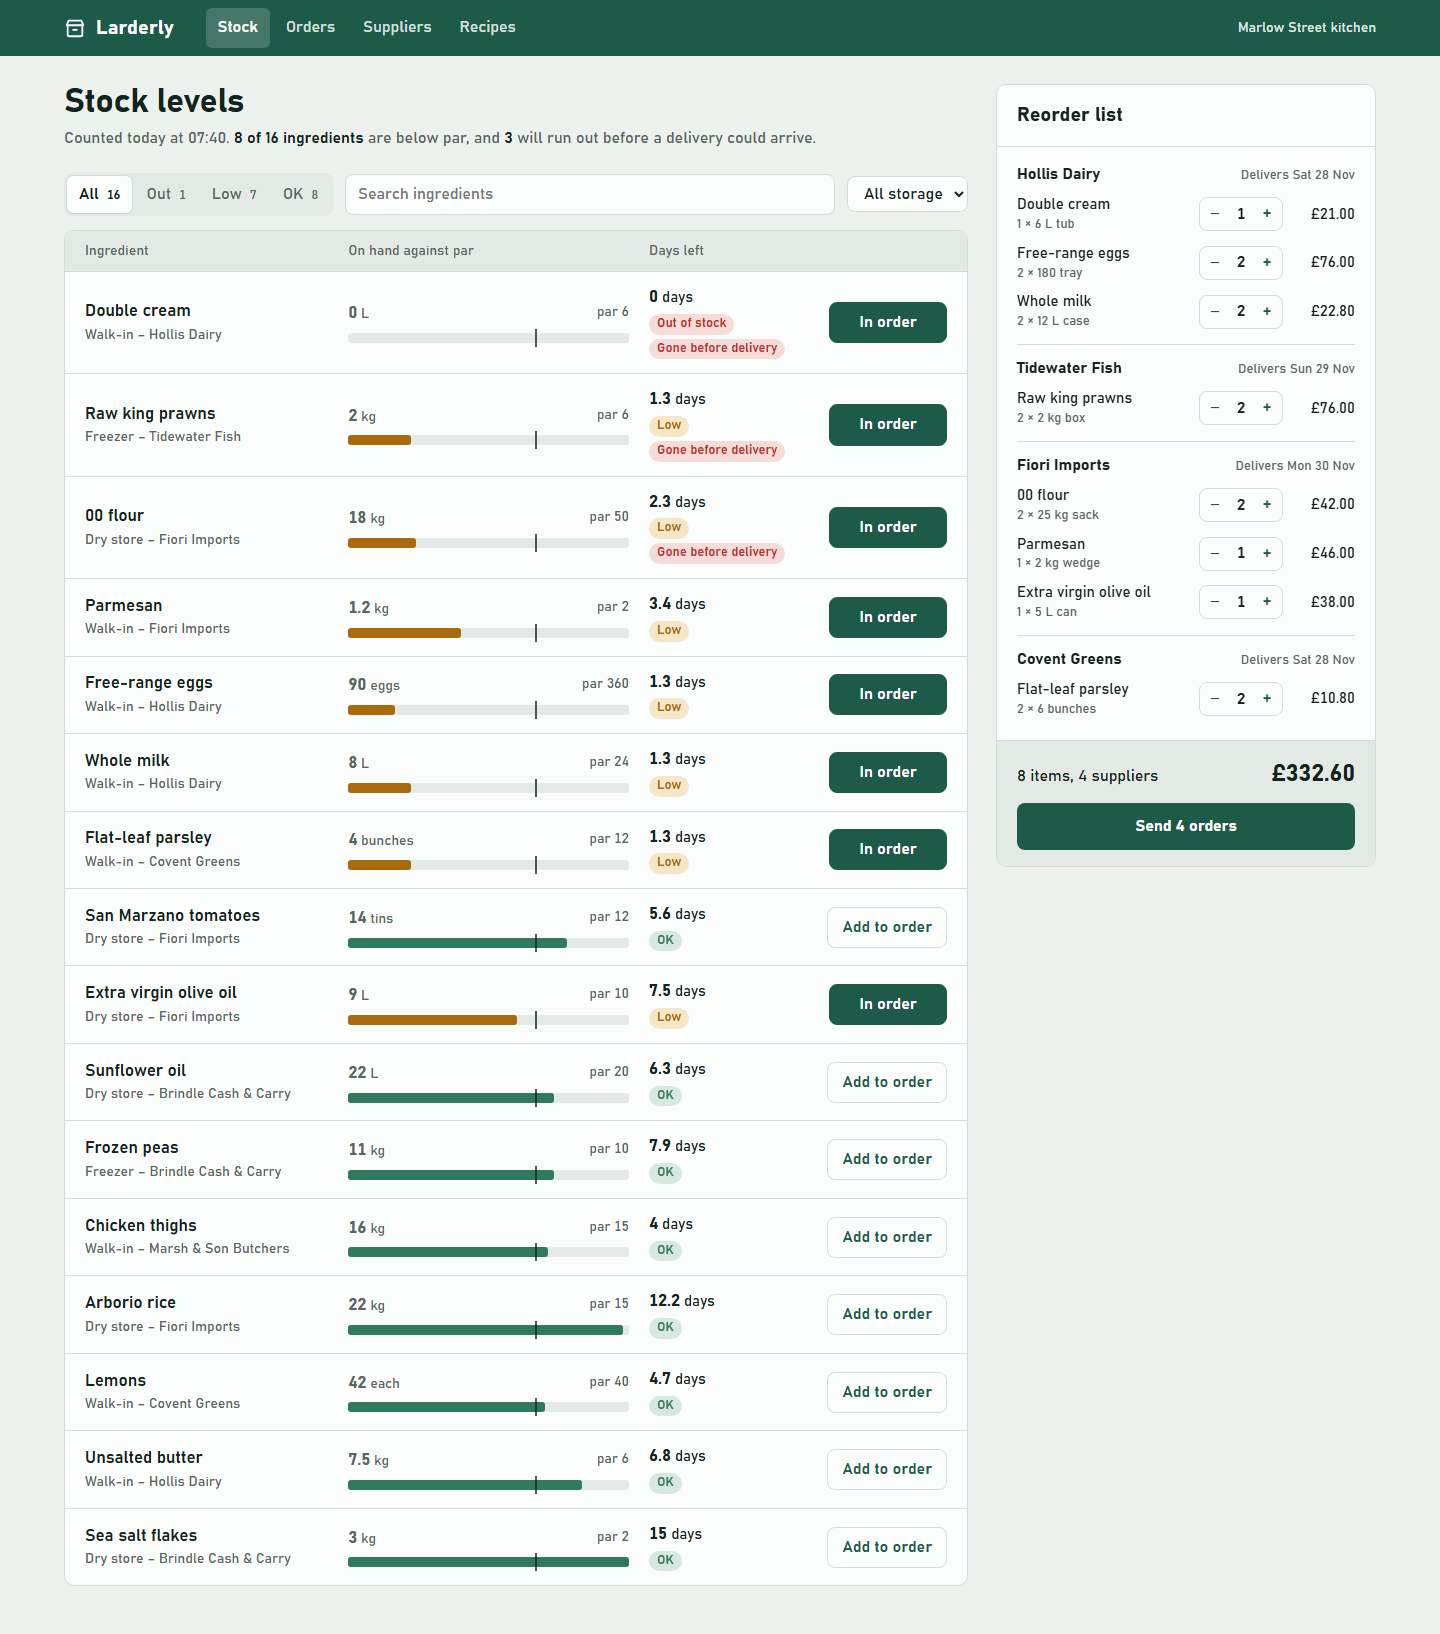 Larderly
Stock Orders Suppliers Recipes
Marlow Street kitchen
Stock levels
Counted today at 07:40. 8 of 16 ingredients are below par, and 3 will run out before a delivery could arrive.
All 16 Out 1 Low 7 OK 8
Search ingredients
All storage
Ingredient On hand against par Days left
Double cream
Walk-in – Hollis Dairy
0 L par 6
0 days
Out of stock
Gone before delivery
In order
Raw king prawns
Freezer – Tidewater Fish
2 kg par 6
1.3 days
Low
Gone before delivery
In order
00 flour
Dry store – Fiori Imports
18 kg par 50
2.3 days
Low
Gone before delivery
In order
Parmesan
Walk-in – Fiori Imports
1.2 kg par 2
3.4 days
Low
In order
Free-range eggs
Walk-in – Hollis Dairy
90 eggs par 360
1.3 days
Low
In order
Whole milk
Walk-in – Hollis Dairy
8 L par 24
1.3 days
Low
In order
Flat-leaf parsley
Walk-in – Covent Greens
4 bunches par 12
1.3 days
Low
In order
San Marzano tomatoes
Dry store – Fiori Imports
14 tins par 12
5.6 days
OK
Add to order
Extra virgin olive oil
Dry store – Fiori Imports
9 L par 10
7.5 days
Low
In order
Sunflower oil
Dry store – Brindle Cash & Carry
22 L par 20
6.3 days
OK
Add to order
Frozen peas
Freezer – Brindle Cash & Carry
11 kg par 10
7.9 days
OK
Add to order
Chicken thighs
Walk-in – Marsh & Son Butchers
16 kg par 15
4 days
OK
Add to order
Arborio rice
Dry store – Fiori Imports
22 kg par 15
12.2 days
OK
Add to order
Lemons
Walk-in – Covent Greens
42 each par 40
4.7 days
OK
Add to order
Unsalted butter
Walk-in – Hollis Dairy
7.5 kg par 6
6.8 days
OK
Add to order
Sea salt flakes
Dry store – Brindle Cash & Carry
3 kg par 2
15 days
OK
Add to order
Reorder list
Hollis Dairy Delivers Sat 28 Nov
Double cream
1 × 6 L tub
− 1 + £21.00
Free-range eggs
2 × 180 tray
− 2 + £76.00
Whole milk
2 × 12 L case
− 2 + £22.80
Tidewater Fish Delivers Sun 29 Nov
Raw king prawns
2 × 2 kg box
− 2 + £76.00
Fiori Imports Delivers Mon 30 Nov
00 flour
2 × 25 kg sack
− 2 + £42.00
Parmesan
1 × 2 kg wedge
− 1 + £46.00
Extra virgin olive oil
1 × 5 L can
− 1 + £38.00
Covent Greens Delivers Sat 28 Nov
Flat-leaf parsley
2 × 6 bunches
− 2 + £10.80
8 items, 4 suppliers £332.60
Send 4 orders